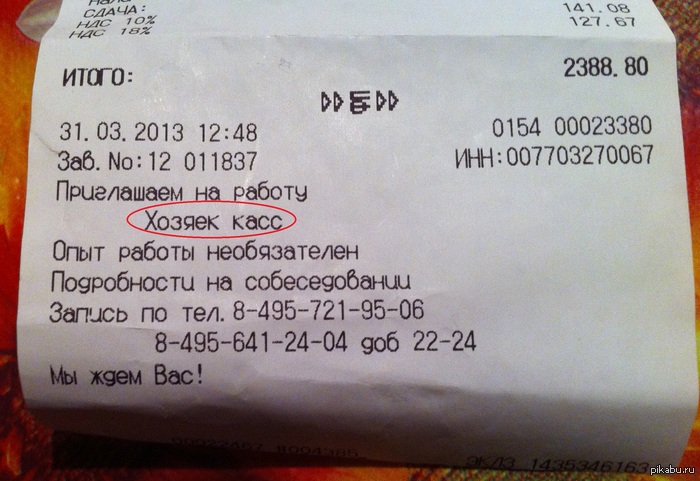 СДАЧА:
НДС 10% 141.08
НДС 18% 127.67
ИТОГО: 2388.80
31.03.2013 12:48 0154 00023380
Зав. No:12 011837 ИНН:007703270067
Приглашаем на работу
Хозяек касс
Опыт работы необязателен
Подробности на собеседовании
Запись по тел. 8-495-721-95-06
8-495-641-24-04 доб 22-24
Мы ждем Вас!
ЭКЛЗ 1435346163
pikabu.ru